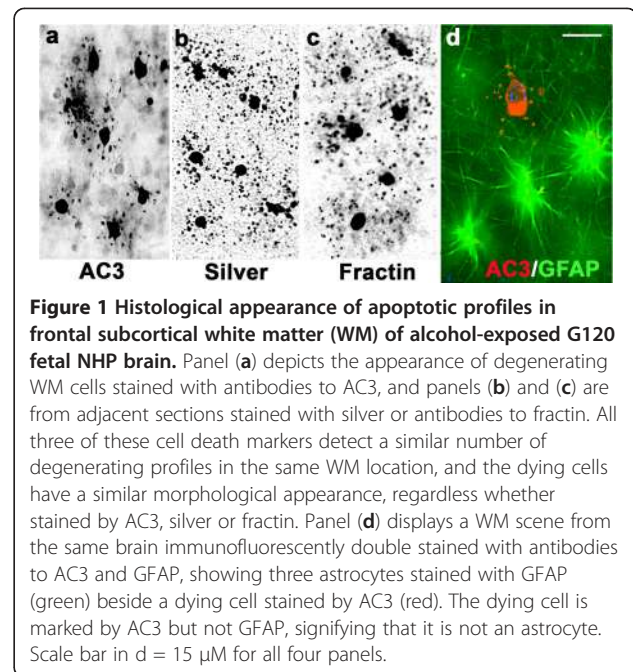 a b c d
AC3 Silver Fractin AC3/GFAP
Figure 1 Histological appearance of apoptotic profiles in
frontal subcortical white matter (WM) of alcohol-exposed G120
fetal NHP brain. Panel (a) depicts the appearance of degenerating
WM cells stained with antibodies to AC3, and panels (b) and (c) are
from adjacent sections stained with silver or antibodies to fractin. All
three of these cell death markers detect a similar number of
degenerating profiles in the same WM location, and the dying cells
have a similar morphological appearance, regardless whether
stained by AC3, silver or fractin. Panel (d) displays a WM scene from
the same brain immunofluorescently double stained with antibodies
to AC3 and GFAP, showing three astrocytes stained with GFAP
(green) beside a dying cell stained by AC3 (red). The dying cell is
marked by AC3 but not GFAP, signifying that it is not an astrocyte.
Scale bar in d = 15 μM for all four panels.